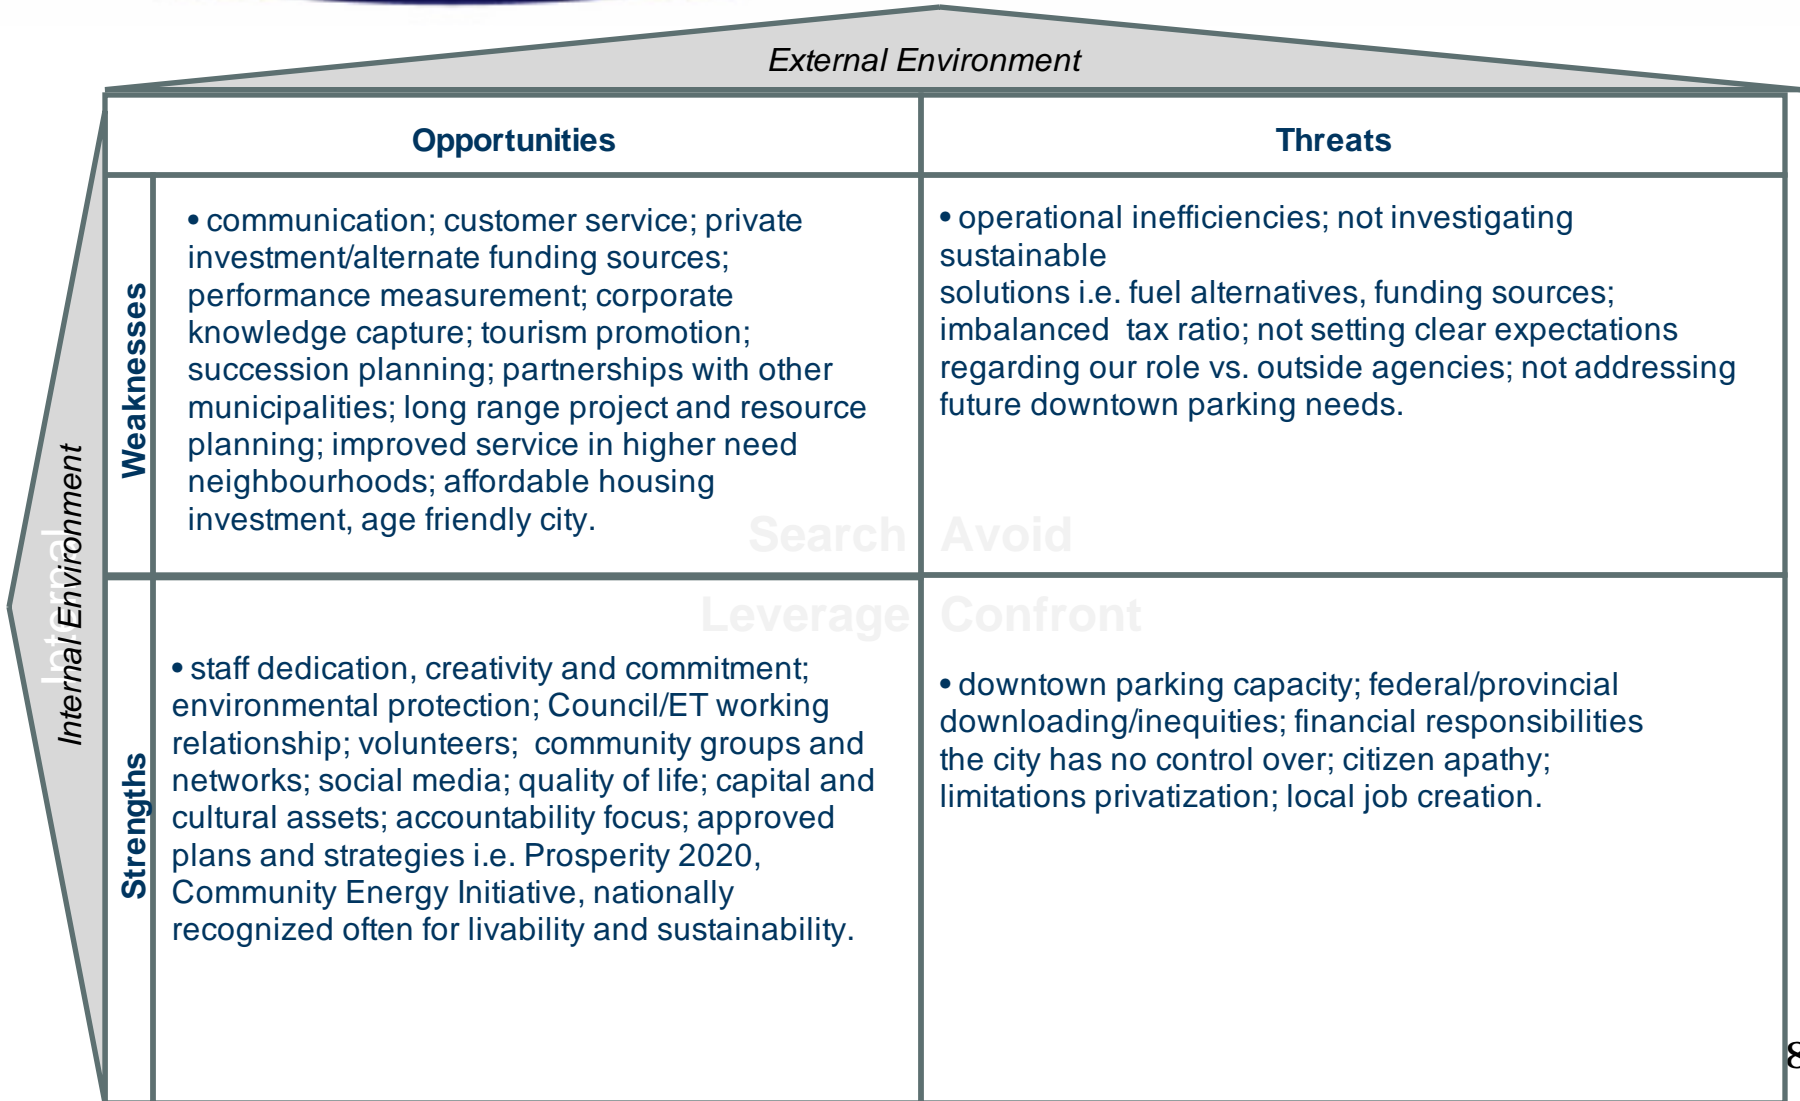 External Environment
Opportunities
Threats
Internal
Internal Environment
Weaknesses
• communication; customer service; private
investment/alternate funding sources;
performance measurement; corporate
knowledge capture; tourism promotion;
succession planning; partnerships with other
municipalities; long range project and resource
planning; improved service in higher need
neighbourhoods; affordable housing
investment, age friendly city.
• operational inefficiencies; not investigating
sustainable
solutions i.e. fuel alternatives, funding sources;
imbalanced tax ratio; not setting clear expectations
regarding our role vs. outside agencies; not addressing
future downtown parking needs.
Search
Avoid
Leverage
Confront
Strengths
• staff dedication, creativity and commitment;
environmental protection; Council/ET working
relationship; volunteers; community groups and
networks; social media; quality of life; capital and
cultural assets; accountability focus; approved
plans and strategies i.e. Prosperity 2020,
Community Energy Initiative, nationally
recognized often for livability and sustainability.
• downtown parking capacity; federal/provincial
downloading/inequities; financial responsibilities
the city has no control over; citizen apathy;
limitations privatization; local job creation.
8